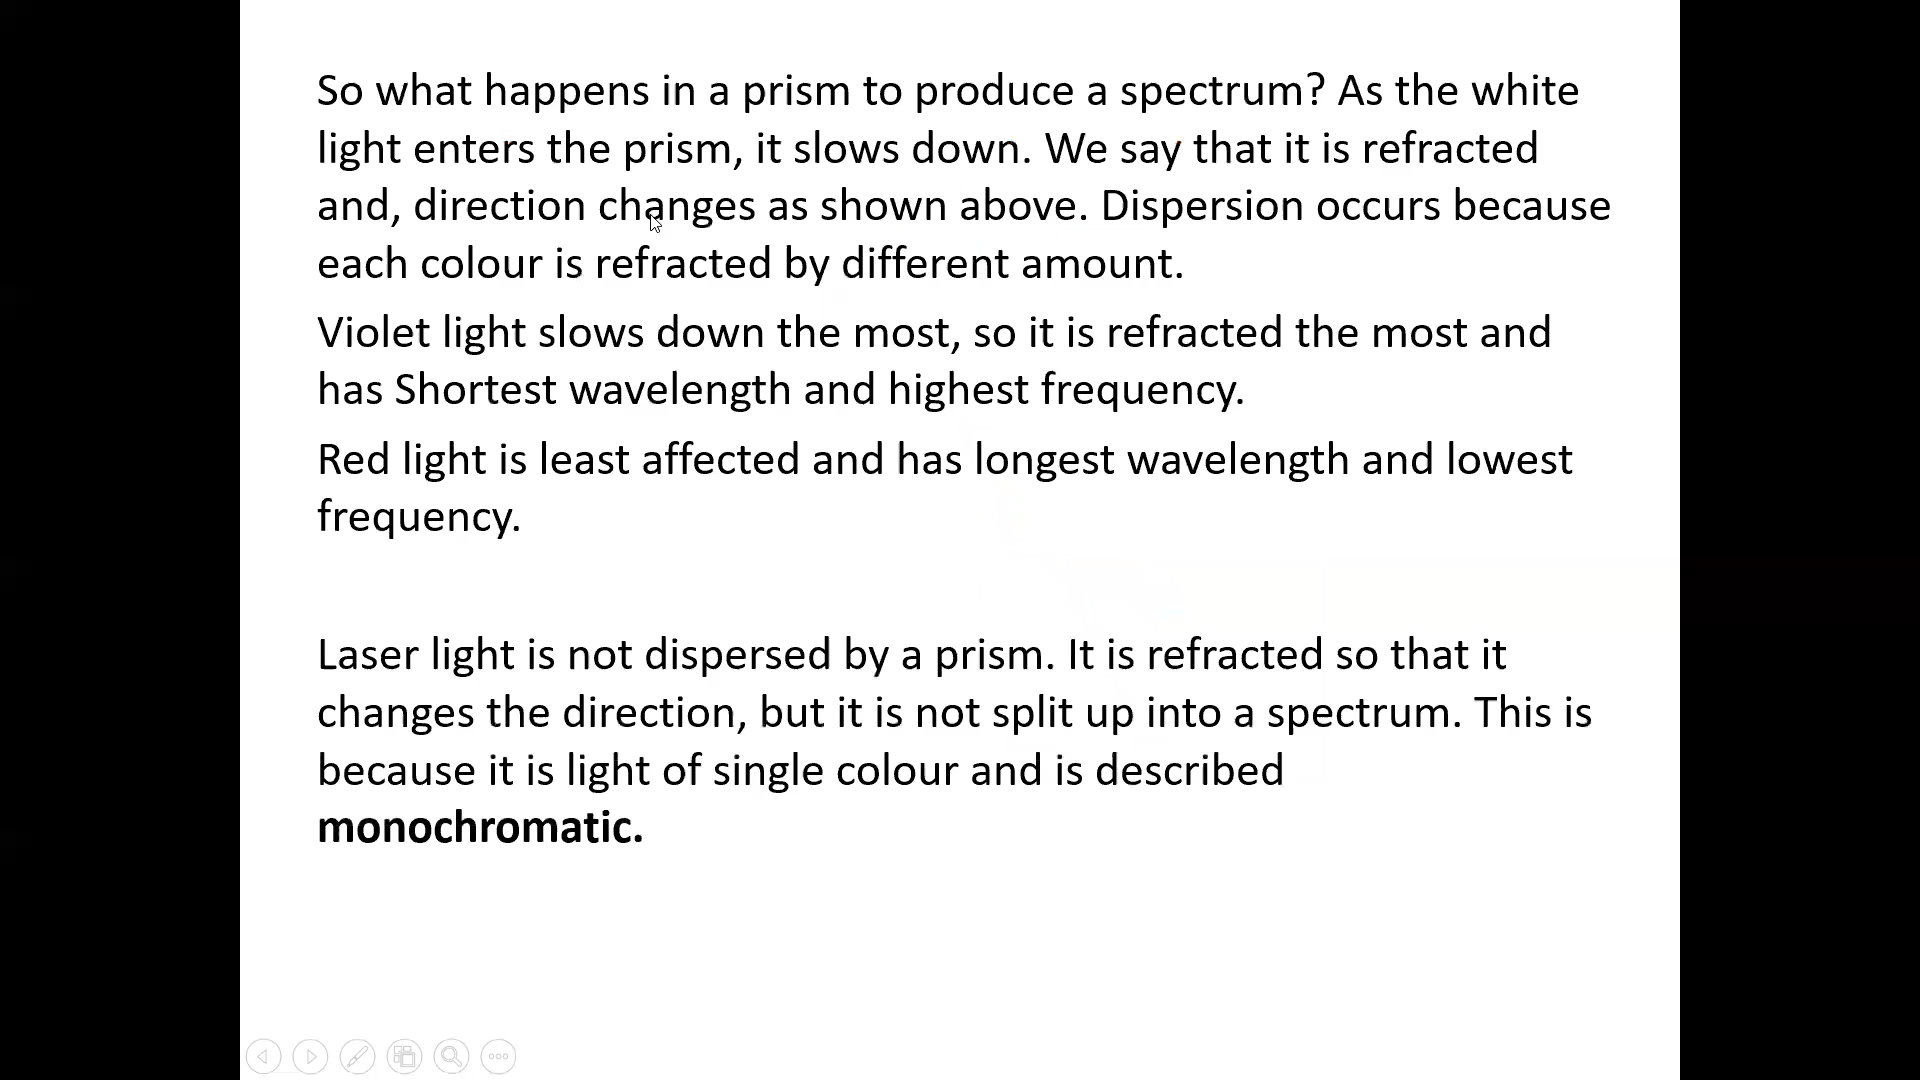 So what happens in a prism to produce a spectrum? As the white
light enters the prism, it slows down. We say that it is refracted
and, direction changes as shown above. Dispersion occurs because
each colour is refracted by different amount.
Violet light slows down the most, so it is refracted the most and
has Shortest wavelength and highest frequency.
Red light is least affected and has longest wavelength and lowest
frequency.
Laser light is not dispersed by a prism. It is refracted so that it
changes the direction, but it is not split up into a spectrum. This is
because it is light of single colour and is described
monochromatic.